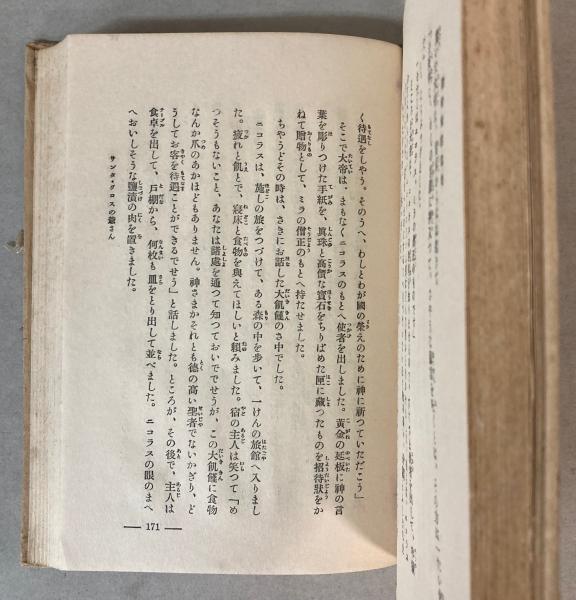 く待遇をしやう。そのうへ、わしとわが國の榮えのために神に祈つていただこう」
そこで大帝は、まもなくニコラスのもとへ使者を出しました。黄金の延板に神の言
葉を彫りつけた手紙を、真珠と高價な寶石をちりばめた匣に藏つたものを招待狀をか
ねて贈物として、ミラの僧正のもとへ持たせました。
ちやうどその時は、さきにお話した大飢饉のさ中でした。
ニコラスは、施しの旅をつづけて、ある森の中を歩いて、一けんの旅館へ入りまし
た。疲れと飢とで、寢床と食物を與えてほしいと頼みました。宿の主人は笑つて「め
つそうもないこと、あなたは諸處を通つて知つておいででせうが、この大飢饉に食物
なんか爪のあかほどもありません。神さまかそれとも德の高い聖者でないかぎり、ど
うしてお客を待遇ことができるでせう」と話しました。ところが、その後で、主人は
食卓を出して、戸棚から、何枚も皿をとり出して並べました。ニコラスの眼のまへ
へおいしそうな鹽漬の肉を置きました。
サンタ・クロスの爺さん
— 171 —